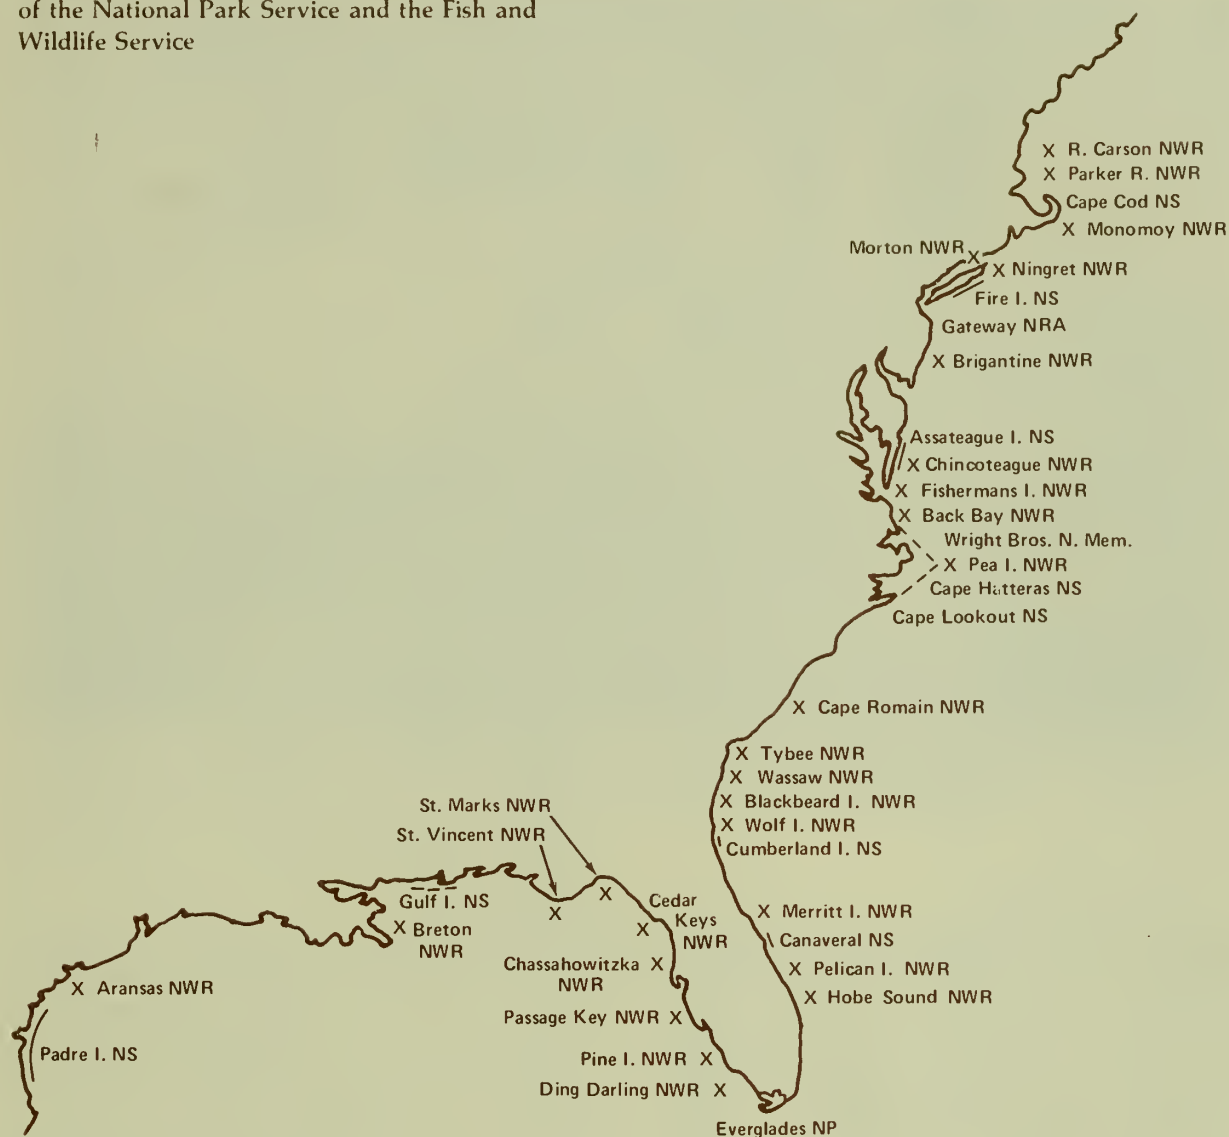 of the National Park Service and the Fish and
Wildlife Service
R. Carson NWR
Parker R. NWR
Cape Cod NS
Monomoy NWR
Morton NWR
Ningret NWR
Fire I. NS
Gateway NRA
Brigantine NWR
Assateague I. NS
Chincoteague NWR
Fishermans I. NWR
Back Bay NWR
Wright Bros. N. Mem.
Pea I. NWR
Cape Hatteras NS
Cape Lookout NS
Cape Romain NWR
Tybee NWR
Wassaw NWR
Blackbeard I. NWR
Wolf I. NWR
Cumberland I. NS
Merritt I. NWR
Canaveral NS
Pelican I. NWR
Hobe Sound NWR
St. Marks NWR
St. Vincent NWR
Gulf I. NS
Breton
NWR
Cedar
Keys
NWR
Chassahowitzka
NWR
Passage Key NWR
Pine I. NWR
Ding Darling NWR
Everglades NP
Aransas NWR
Padre I. NS